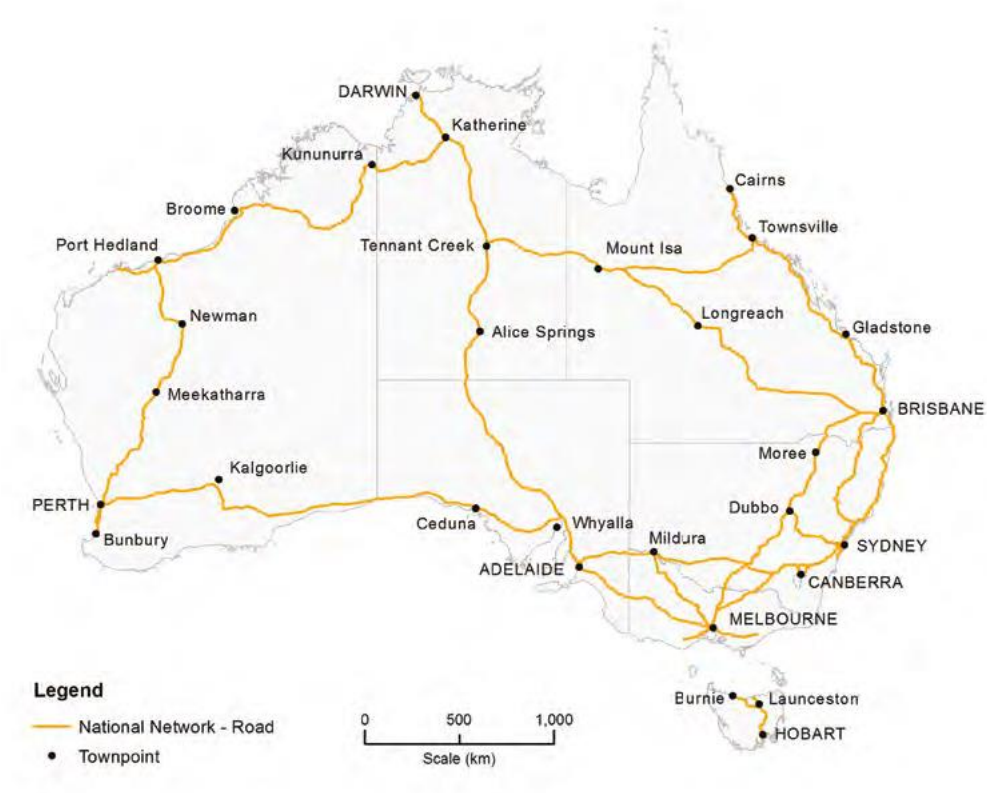 DARWIN
Katherine
Kununurra
Cairns
Broome
Townsville
Port Hedland
Tennant Creek
Mount Isa
Newman
Longreach
Gladstone
Alice Springs
Meekatharra
BRISBANE
Moree
Kalgoorlie
PERTH
Dubbo
Ceduna
Whyalla
Mildura
SYDNEY
Bunbury
ADELAIDE
CANBERRA
MELBOURNE
Legend
National Network - Road
Townpoint
0 500 1,000
Scale (km)
Burnie
Launceston
HOBART